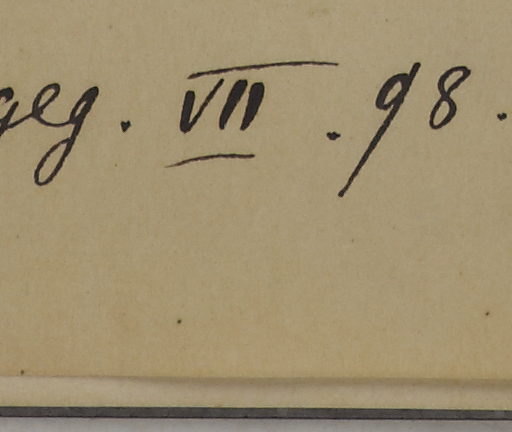 geg. VII . 98 .